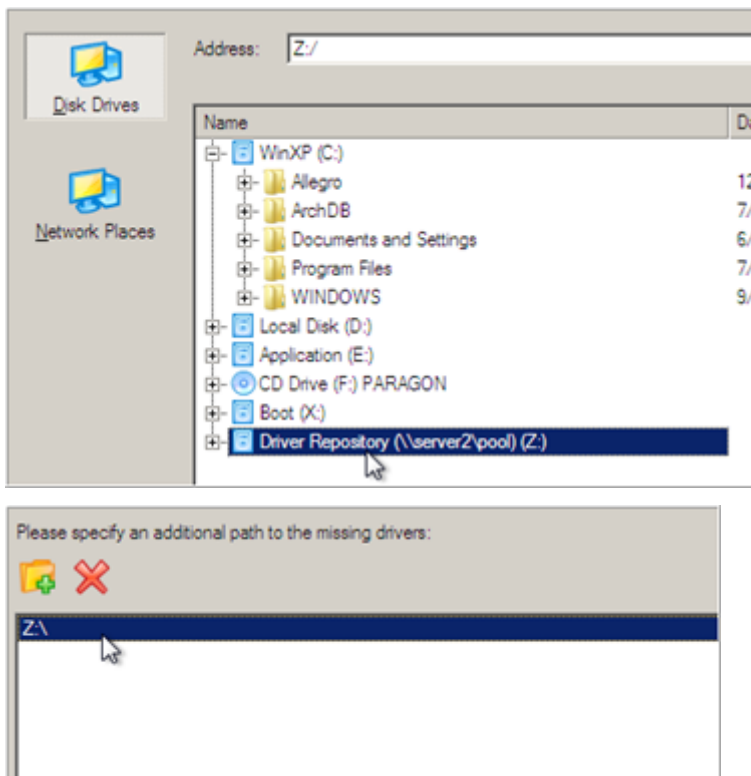 Address: Z:/
Disk Drives
Name
WinXP (C:)
Allegro
ArchDB
Documents and Settings
Program Files
WINDOWS
Network Places
Local Disk (D:)
Application (E:)
CD Drive (F:) PARAGON
Boot (X:)
Driver Repository (\\server2\pool) (Z:)
Please specify an additional path to the missing drivers:
Z:\